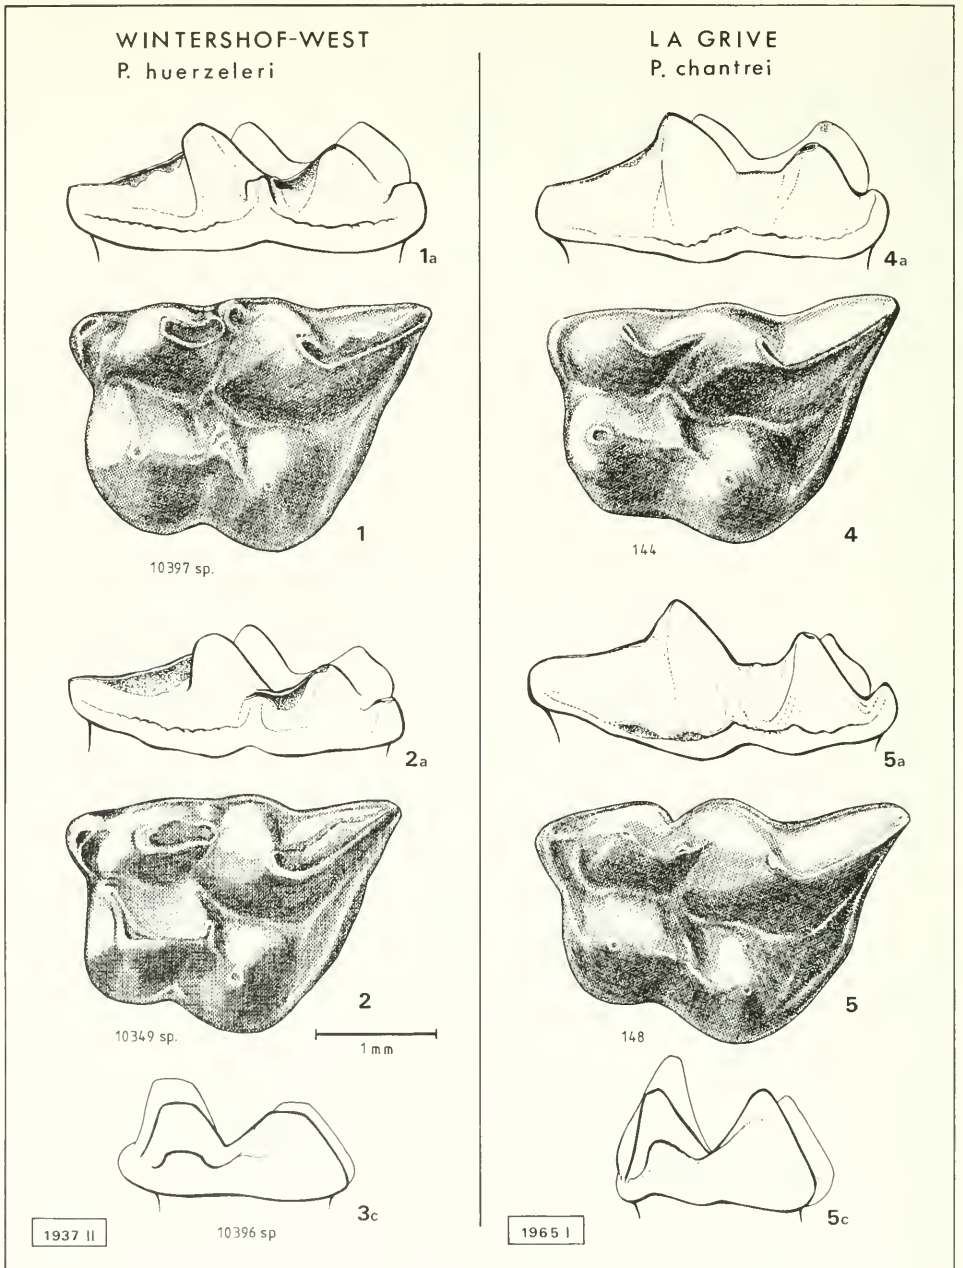 WINTERSHOF-WEST
P. huerzeleri
1a
1
10397 sp.
2a
2
10349 sp.
1 mm
3c
1937 II
10396 sp
LA GRIVE
P. chantrei
4a
4
144
5a
5
148
5c
1965 I